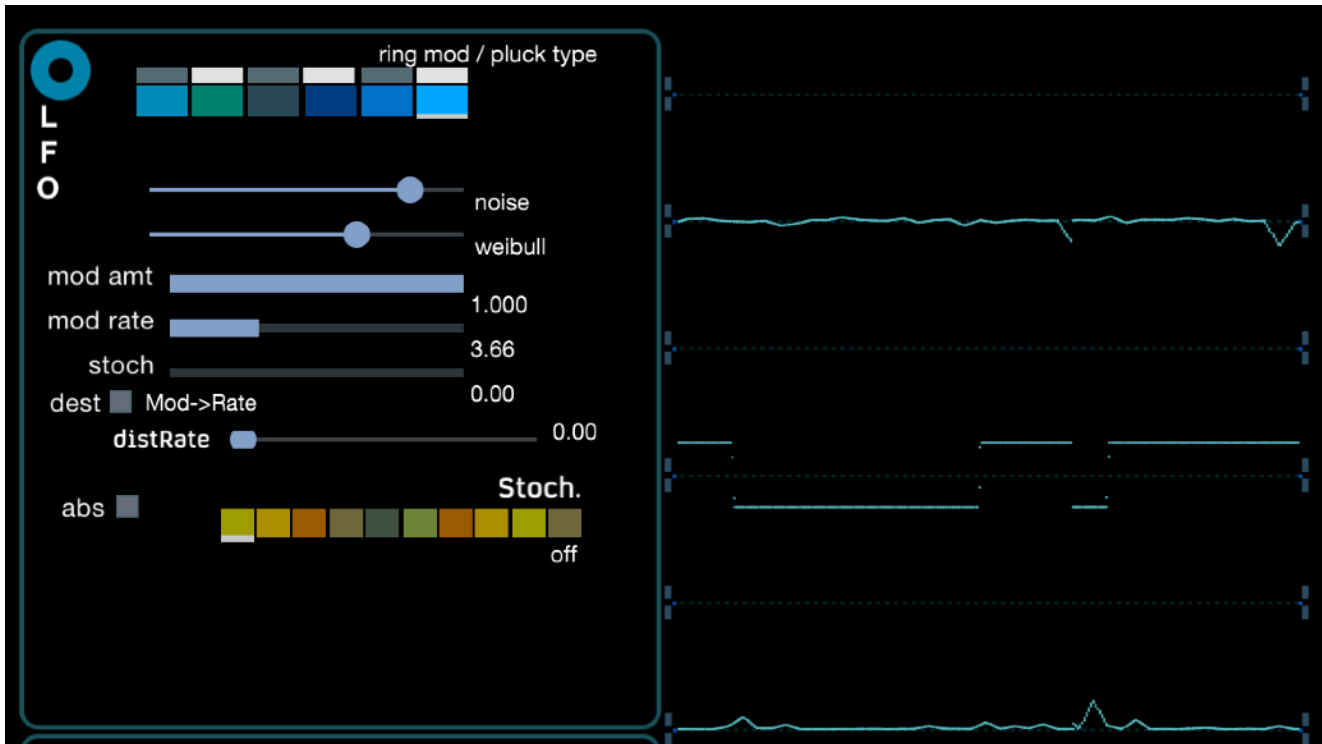 ring mod / pluck type
L
F
O
noise
weibull
mod amt
1.000
mod rate
3.66
stoch
0.00
dest Mod->Rate
distRate 0.00
Stoch.
abs
off